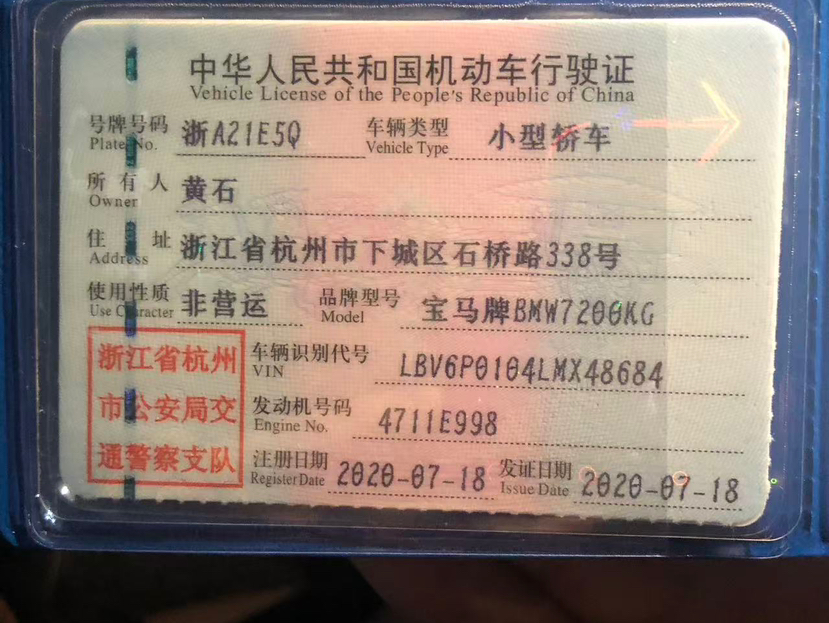 中华人民共和国机动车行驶证
Vehicle License of the People's Republic of China
号牌号码 浙A21E5Q 车辆类型 小型轿车
Plate No. Vehicle Type
所有人 黄石
Owner
住址 浙江省杭州市下城区石桥路338号
Address
使用性质 非营运 品牌型号 宝马牌BMW7200KG
Use Character Model
浙江省杭州 车辆识别代号 LBV6P0104LMX48684
VIN
市公安局交 发动机号码 4711E998
Engine No.
通警察支队 注册日期 2020-07-18 发证日期 2020-07-18
Register Date Issue Date